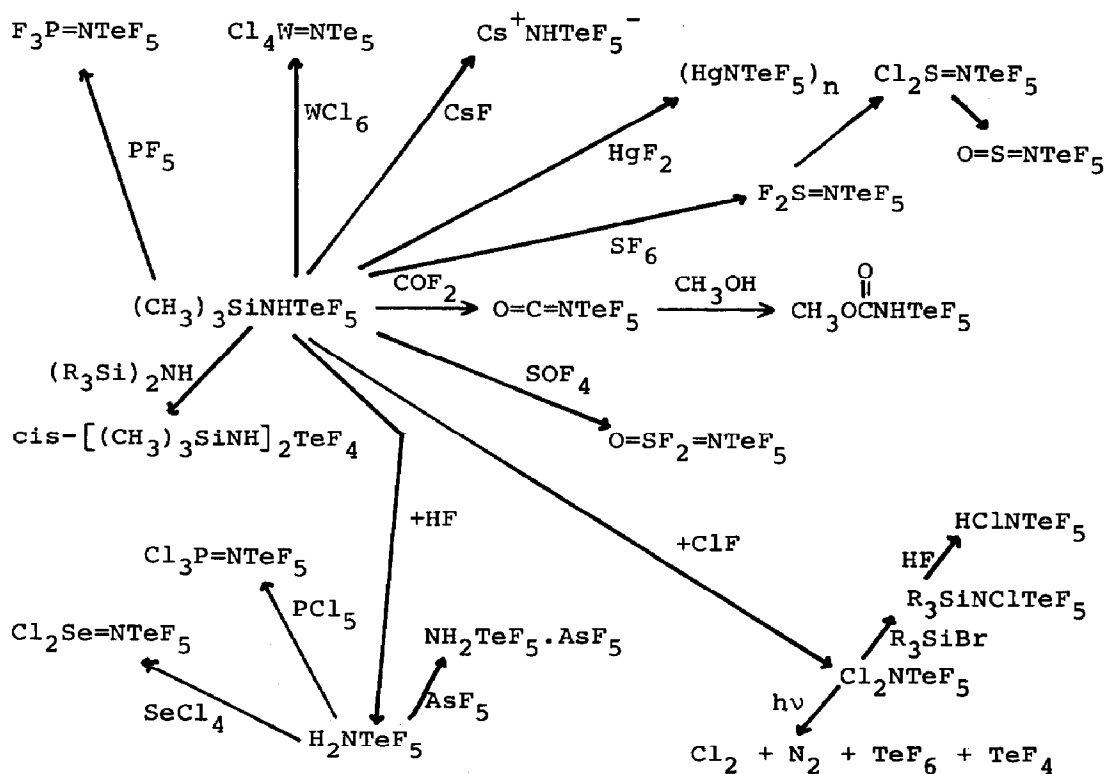 F3P=NTeF5
Cl4W=NTe5
Cs+NHTeF5-
(HgNTeF5)n
Cl2S=NTeF5
PF5
WCl6
CsF
HgF2
O=S=NTeF5
F2S=NTeF5
SF6
(CH3)3SiNHTeF5
COF2
O=C=NTeF5
CH3OH
O
CH3OCNHTeF5
(R3Si)2NH
SOF4
cis-[(CH3)3SiNH]2TeF4
O=SF2=NTeF5
+HF
+ClF
HClNTeF5
Cl3P=NTeF5
HF
PCl5
R3SiNClTeF5
Cl2Se=NTeF5
NH2TeF5.AsF5
R3SiBr
Cl2NTeF5
SeCl4
AsF5
hν
H2NTeF5
Cl2 + N2 + TeF6 + TeF4